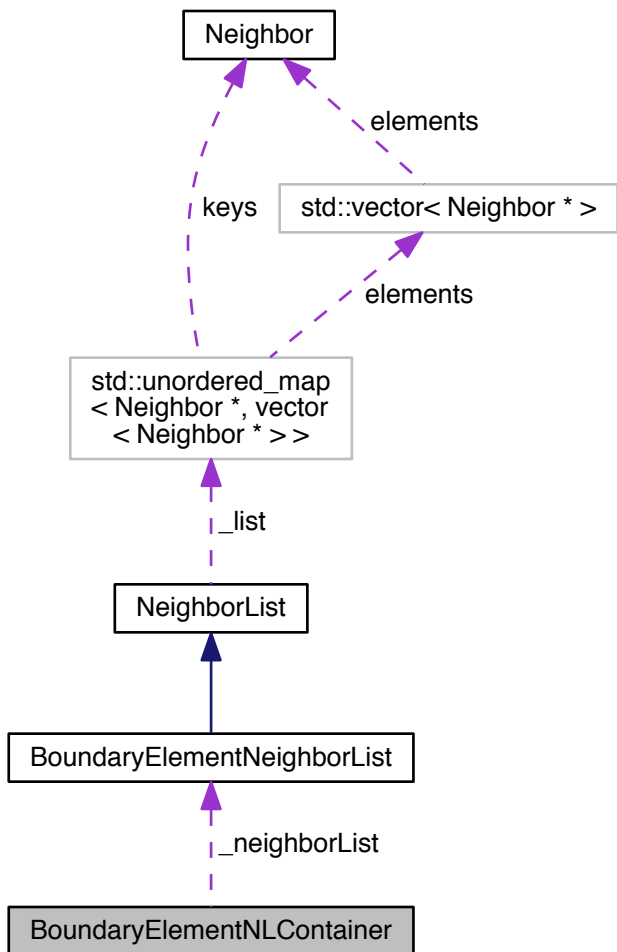 Neighbor
elements
keys
std::vector< Neighbor * >
elements
std::unordered_map
< Neighbor *, vector
< Neighbor * > >
_list
NeighborList
BoundaryElementNeighborList
_neighborList
BoundaryElementNLContainer